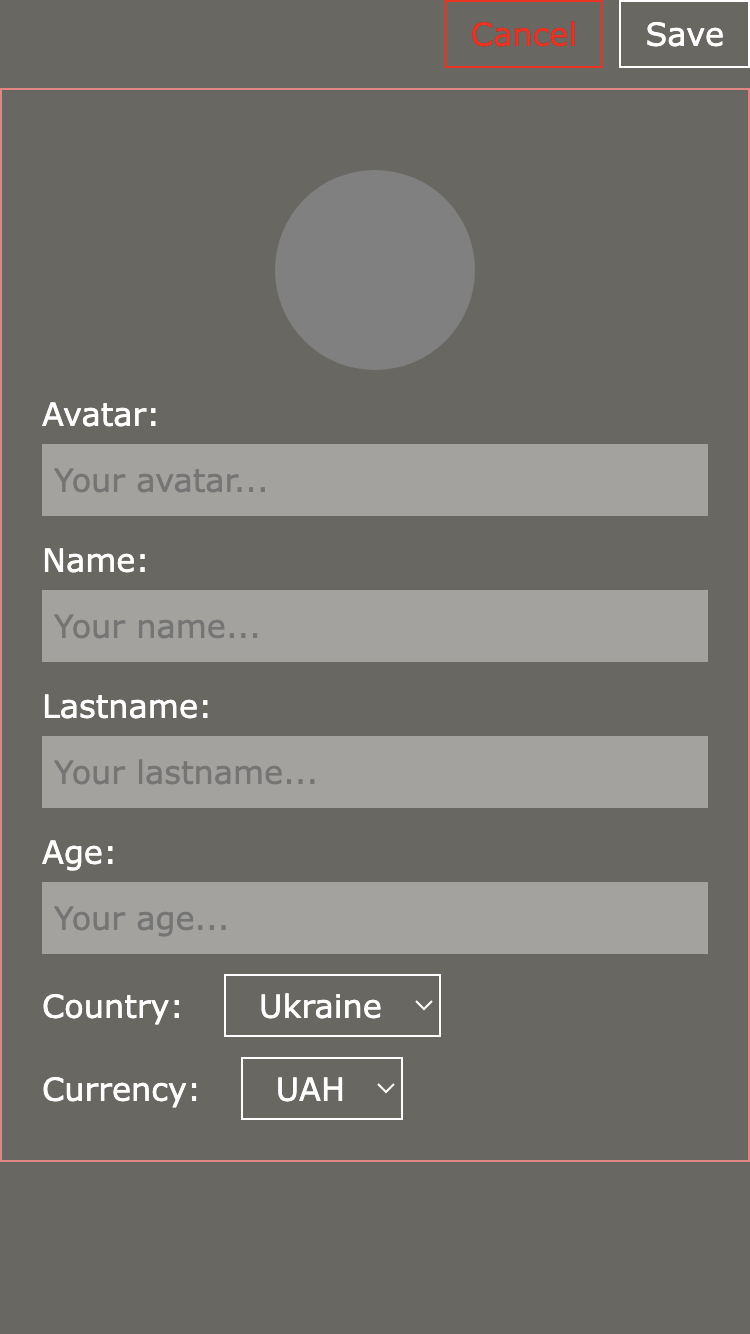 Cancel Save
Avatar:
Your avatar...
Name:
Your name...
Lastname:
Your lastname...
Age:
Your age...
Country: Ukraine
Currency: UAH